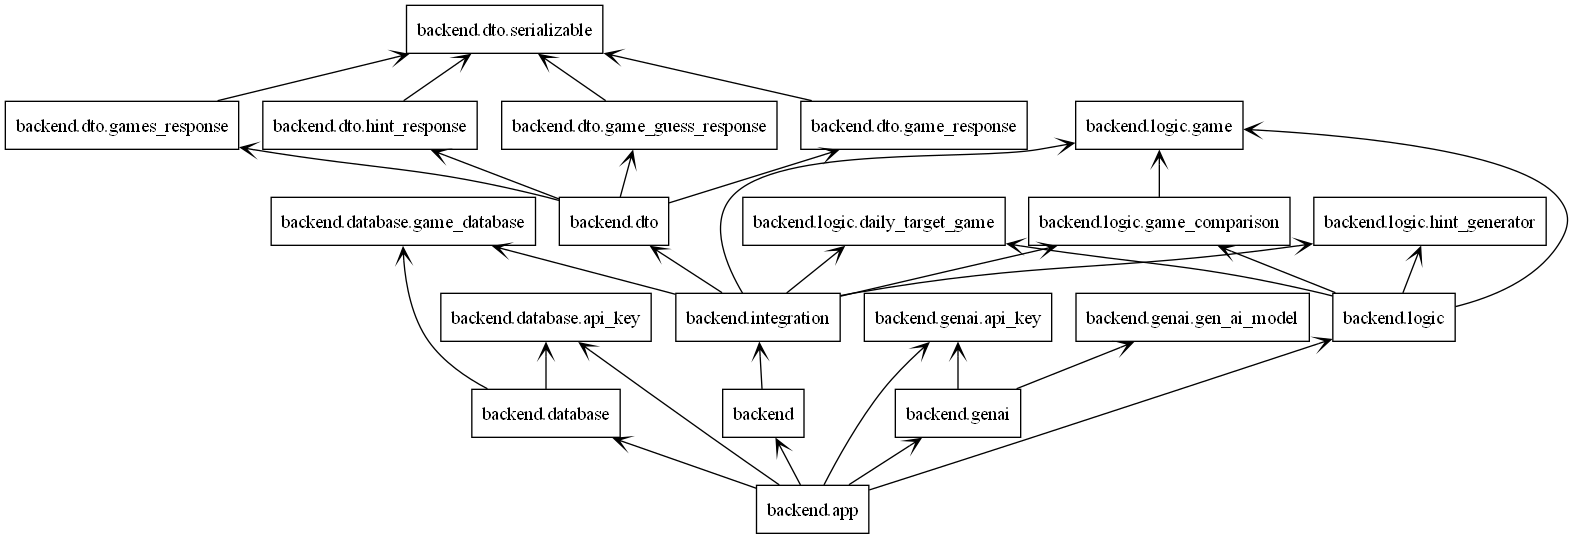 backend.dto.serializable
backend.dto.games_response
backend.dto.hint_response
backend.dto.game_guess_response
backend.dto.game_response
backend.logic.game
backend.database.game_database
backend.dto
backend.logic.daily_target_game
backend.logic.game_comparison
backend.logic.hint_generator
backend.database.api_key
backend.integration
backend.genai.api_key
backend.genai.gen_ai_model
backend.logic
backend.database
backend
backend.genai
backend.app